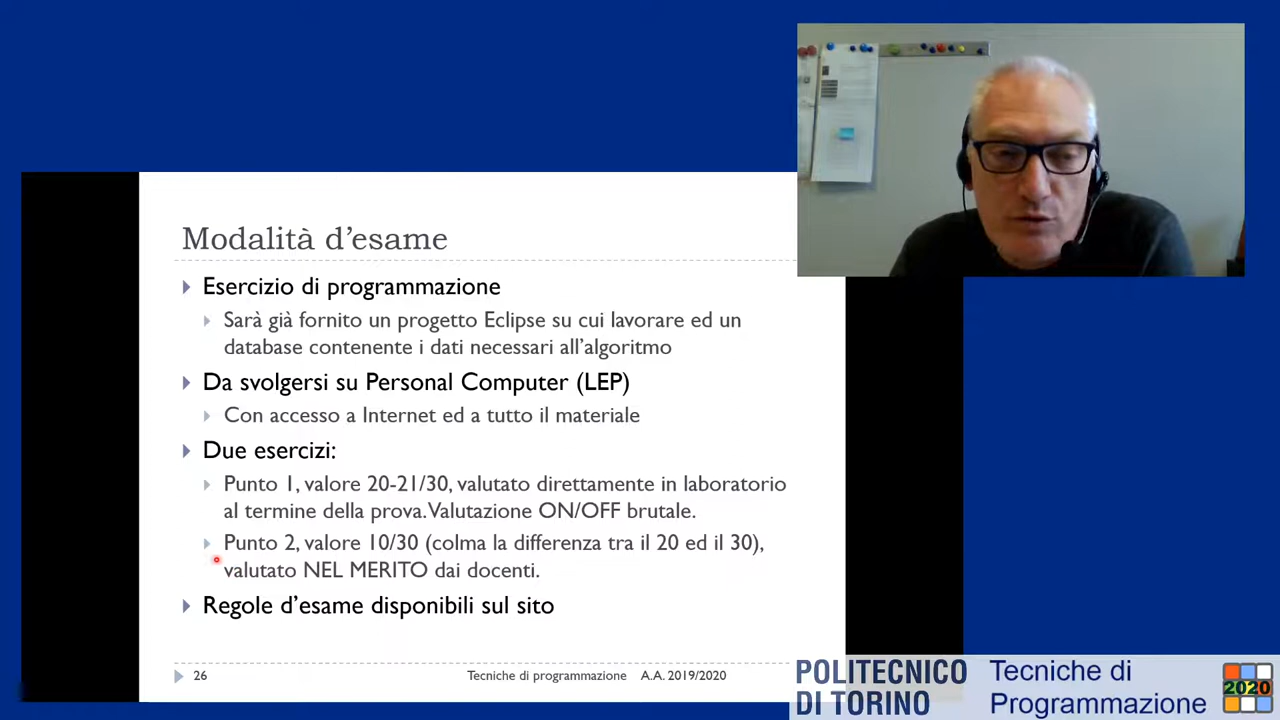 Modalità d'esame
Esercizio di programmazione
Sarà già fornito un progetto Eclipse su cui lavorare ed un
database contenente i dati necessari all'algoritmo
Da svolgersi su Personal Computer (LEP)
Con accesso a Internet ed a tutto il materiale
Due esercizi:
Punto 1, valore 20-21/30, valutato direttamente in laboratorio
al termine della prova. Valutazione ON/OFF brutale.
Punto 2, valore 10/30 (colma la differenza tra il 20 ed il 30),
valutato NEL MERITO dai docenti.
Regole d'esame disponibili sul sito
26
Tecniche di programmazione A.A. 2019/2020
POLITECNICO
DI TORINO
Tecniche di
Programmazione
2020